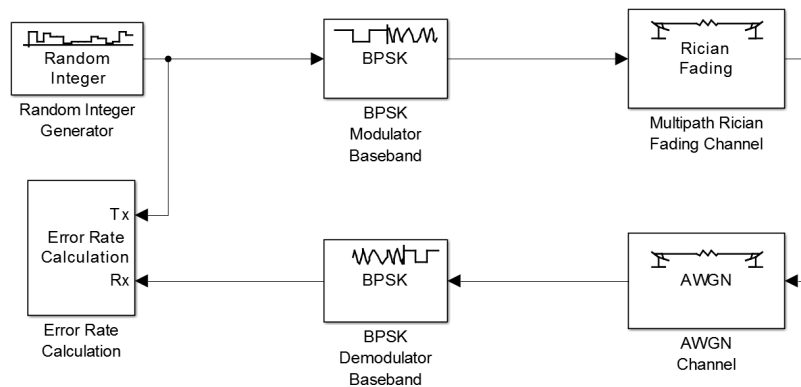 Random
Integer
Random Integer
Generator
BPSK
BPSK
Modulator
Baseband
Rician
Fading
Multipath Rician
Fading Channel
Tx
Error Rate
Calculation
Rx
Error Rate
Calculation
BPSK
BPSK
Demodulator
Baseband
AWGN
AWGN
Channel